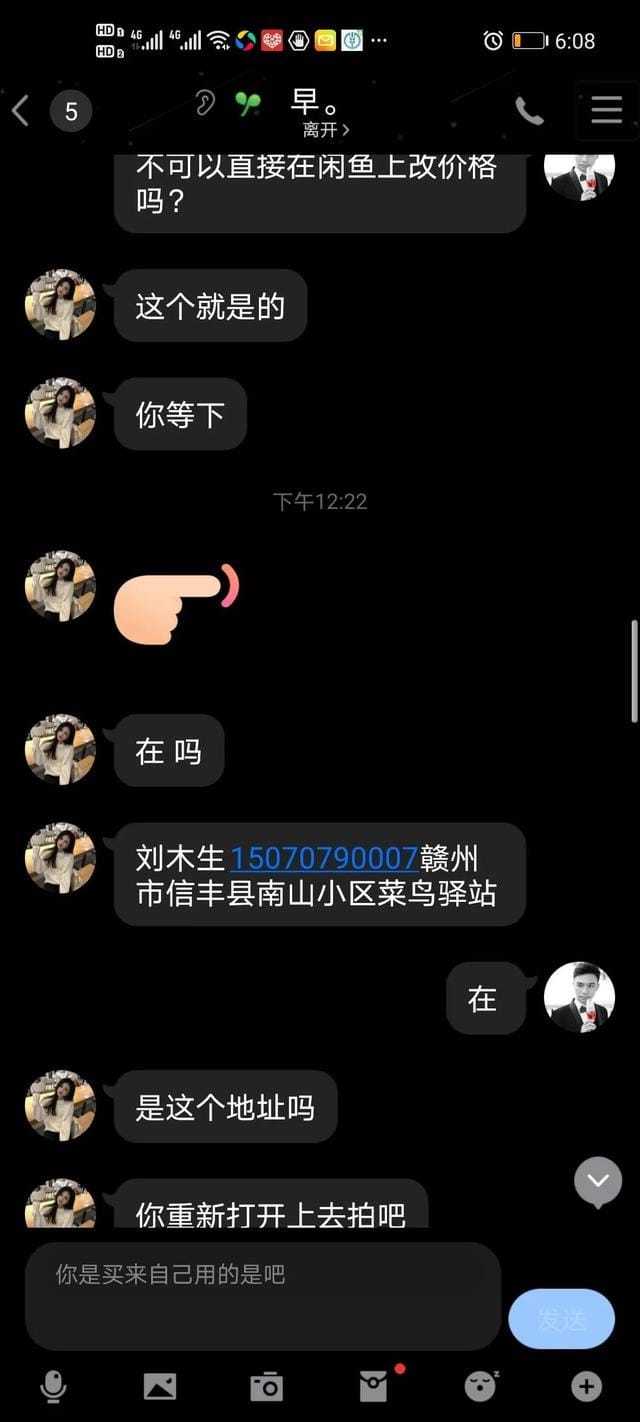 HD 1 4G 4G 6:08
HD 2
5
早。
离开
不可以直接在闲鱼上改价格
吗？
这个就是的
你等下
下午12:22
在 吗
刘木生15070790007赣州
市信丰县南山小区菜鸟驿站
在
是这个地址吗
你重新打开上去拍吧
你是买来自己用的是吧
发送